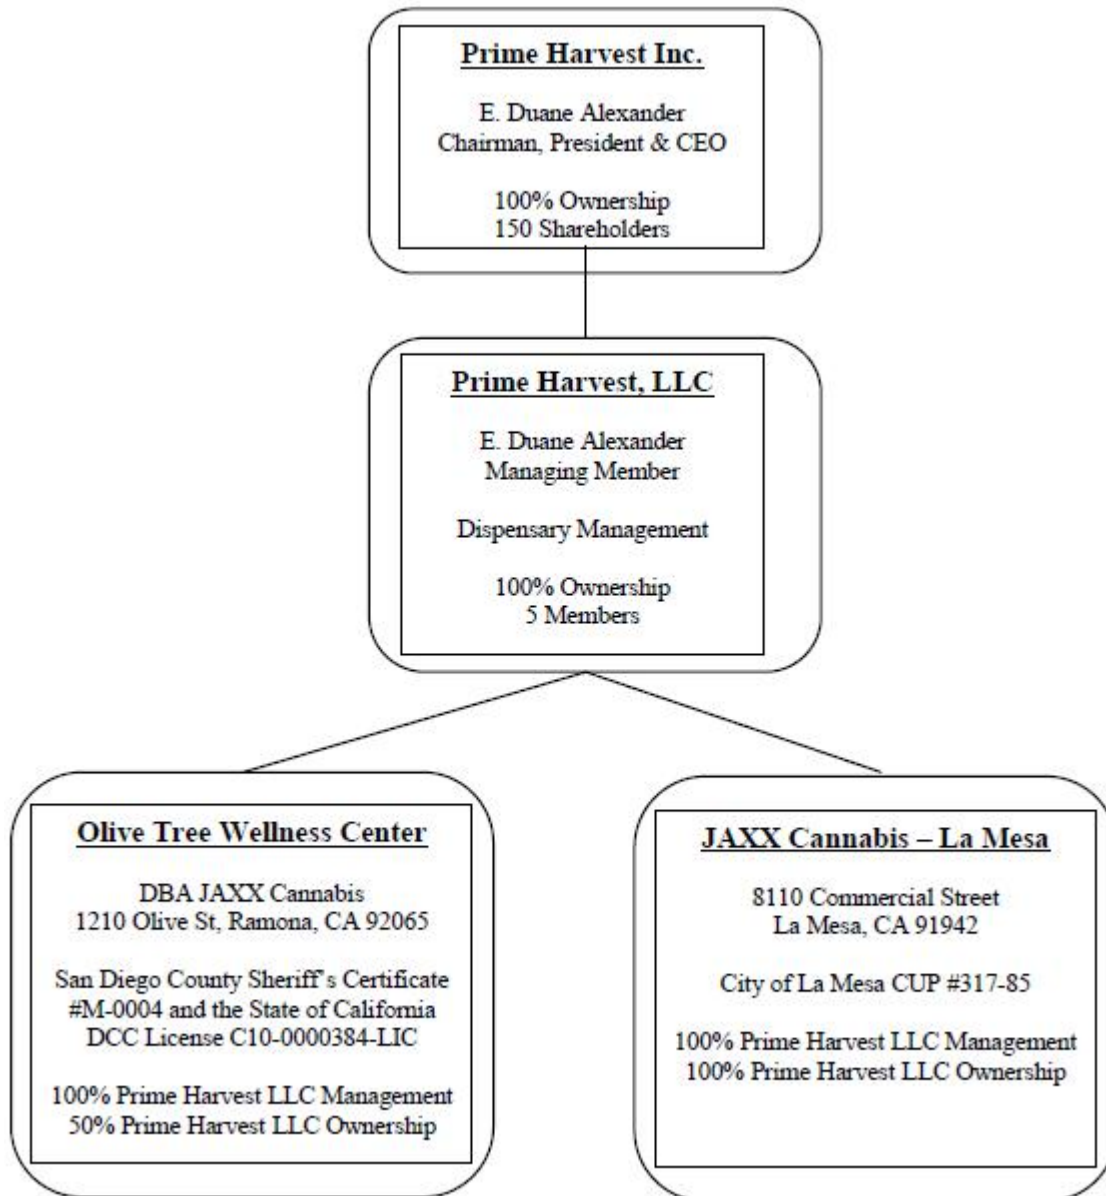 Prime Harvest Inc.
E. Duane Alexander
Chairman, President & CEO
100% Ownership
150 Shareholders
Prime Harvest, LLC
E. Duane Alexander
Managing Member
Dispensary Management
100% Ownership
5 Members
Olive Tree Wellness Center
DBA JAXX Cannabis
1210 Olive St, Ramona, CA 92065
San Diego County Sheriff's Certificate
#M-0004 and the State of California
DCC License C10-0000384-LIC
100% Prime Harvest LLC Management
50% Prime Harvest LLC Ownership
JAXX Cannabis – La Mesa
8110 Commercial Street
La Mesa, CA 91942
City of La Mesa CUP #317-85
100% Prime Harvest LLC Management
100% Prime Harvest LLC Ownership